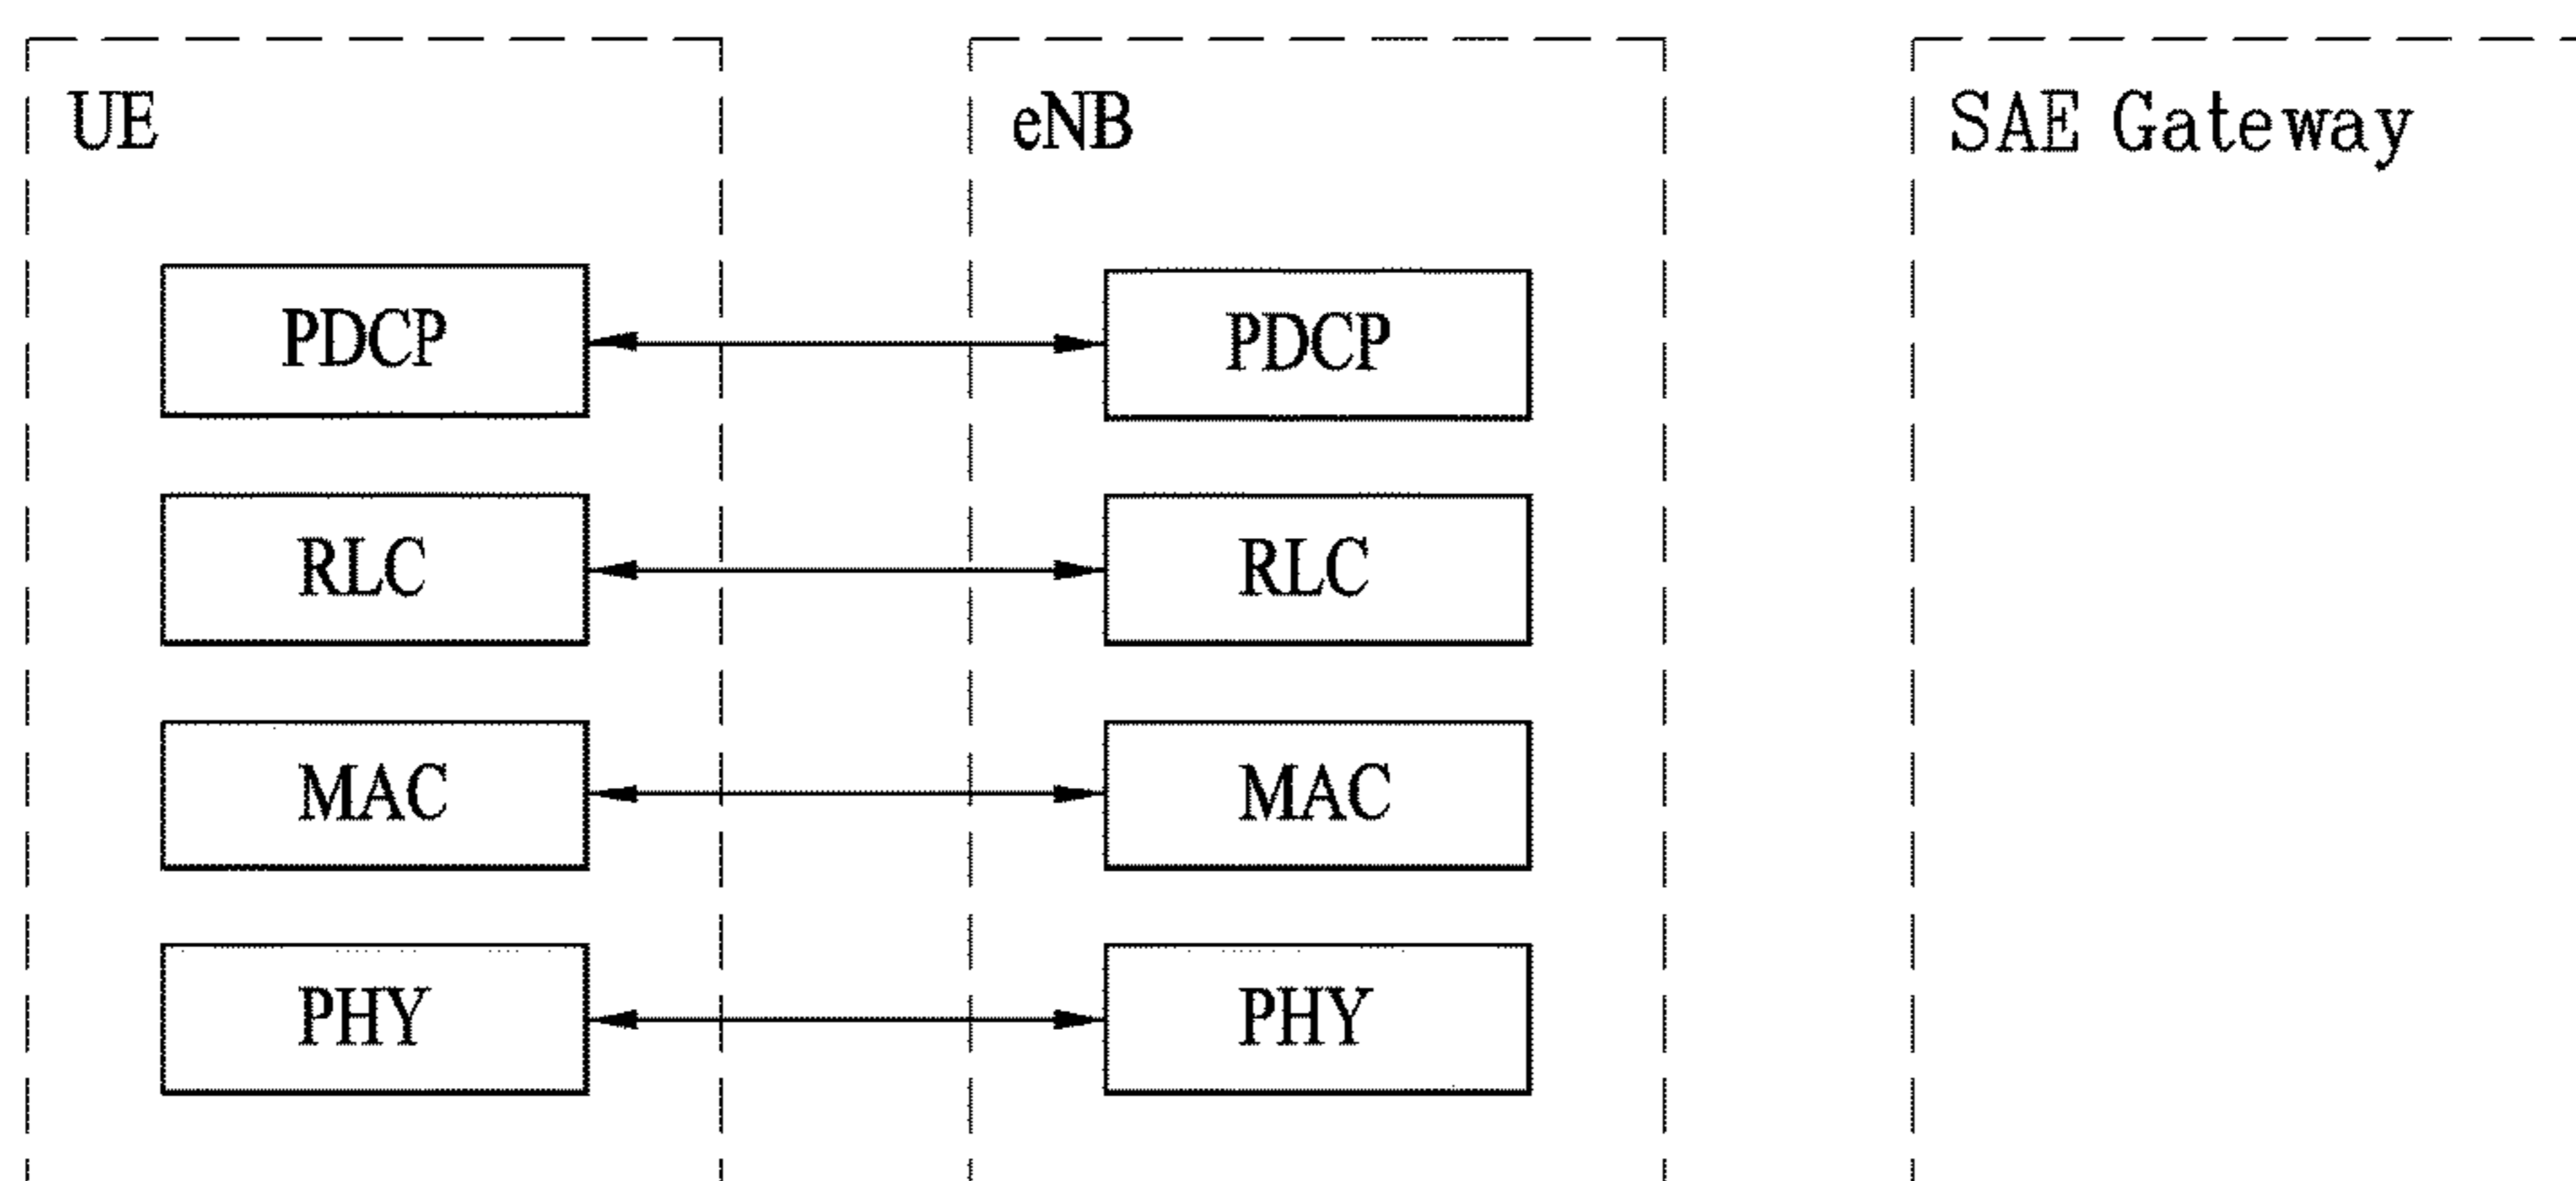 UE
eNB
SAE Gateway
PDCP
PDCP
RLC
RLC
MAC
MAC
PHY
PHY